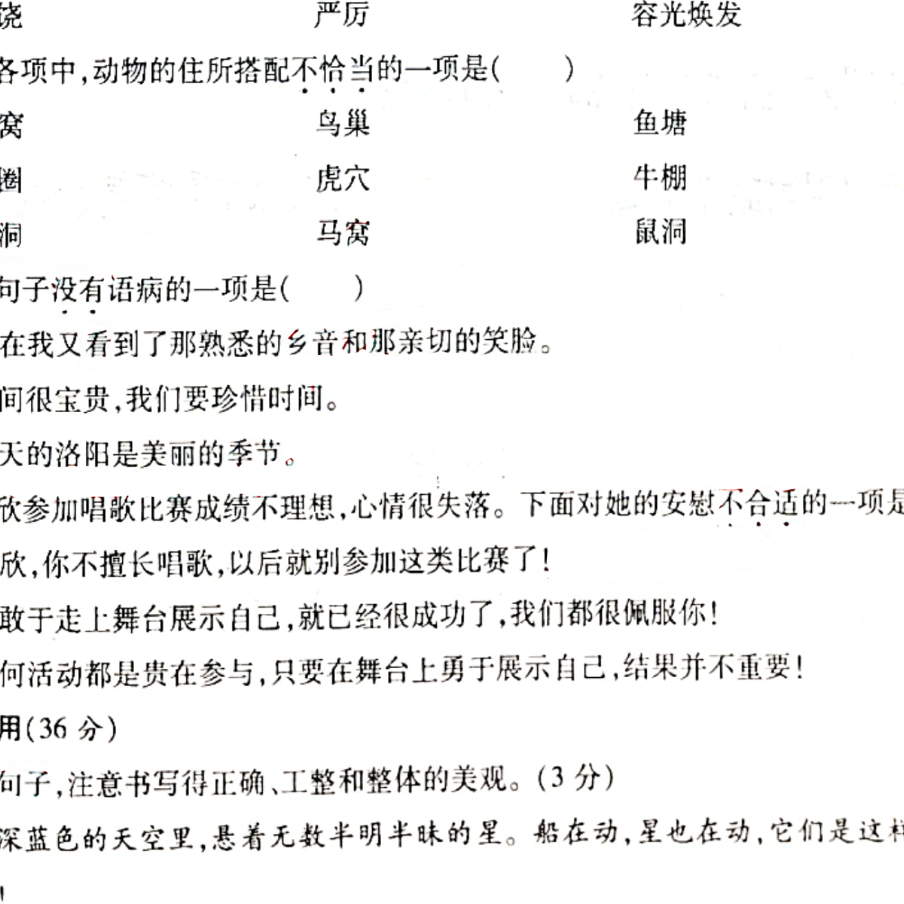 饶 严厉 容光焕发
各项中,动物的住所搭配不恰当的一项是( )
窝 鸟巢 鱼塘
圈 虎穴 牛棚
洞 马窝 鼠洞
句子没有语病的一项是( )
在我又看到了那熟悉的乡音和那亲切的笑脸。
间很宝贵,我们要珍惜时间。
天的洛阳是美丽的季节。
欣参加唱歌比赛成绩不理想,心情很失落。下面对她的安慰不合适的一项是
欣,你不擅长唱歌,以后就别参加这类比赛了!
敢于走上舞台展示自己,就已经很成功了,我们都很佩服你!
何活动都是贵在参与,只要在舞台上勇于展示自己,结果并不重要!
用(36 分)
句子,注意书写得正确、工整和整体的美观。(3 分)
深蓝色的天空里,悬着无数半明半昧的星。船在动,星也在动,它们是这样
!